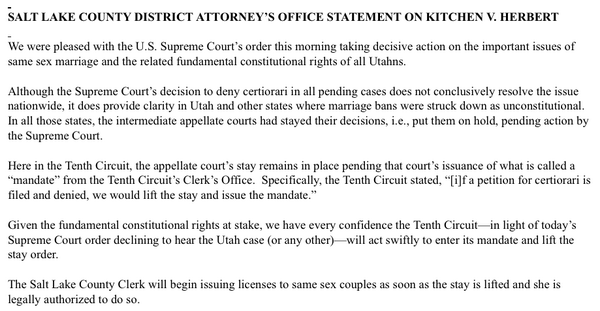 SALT LAKE COUNTY DISTRICT ATTORNEY’S OFFICE STATEMENT ON KITCHEN V. HERBERT
We were pleased with the U.S. Supreme Court’s order this morning taking decisive action on the important issues of
same sex marriage and the related fundamental constitutional rights of all Utahns.
Although the Supreme Court’s decision to deny certiorari in all pending cases does not conclusively resolve the issue
nationwide, it does provide clarity in Utah and other states where marriage bans were struck down as unconstitutional.
In all those states, the intermediate appellate courts had stayed their decisions, i.e., put them on hold, pending action by
the Supreme Court.
Here in the Tenth Circuit, the appellate court’s stay remains in place pending that court’s issuance of what is called a
“mandate” from the Tenth Circuit’s Clerk’s Office.  Specifically, the Tenth Circuit stated, “[i]f a petition for certiorari is
filed and denied, we would lift the stay and issue the mandate.”
Given the fundamental constitutional rights at stake, we have every confidence the Tenth Circuit—in light of today’s
Supreme Court order declining to hear the Utah case (or any other)—will act swiftly to enter its mandate and lift the
stay order.
The Salt Lake County Clerk will begin issuing licenses to same sex couples as soon as the stay is lifted and she is
legally authorized to do so.